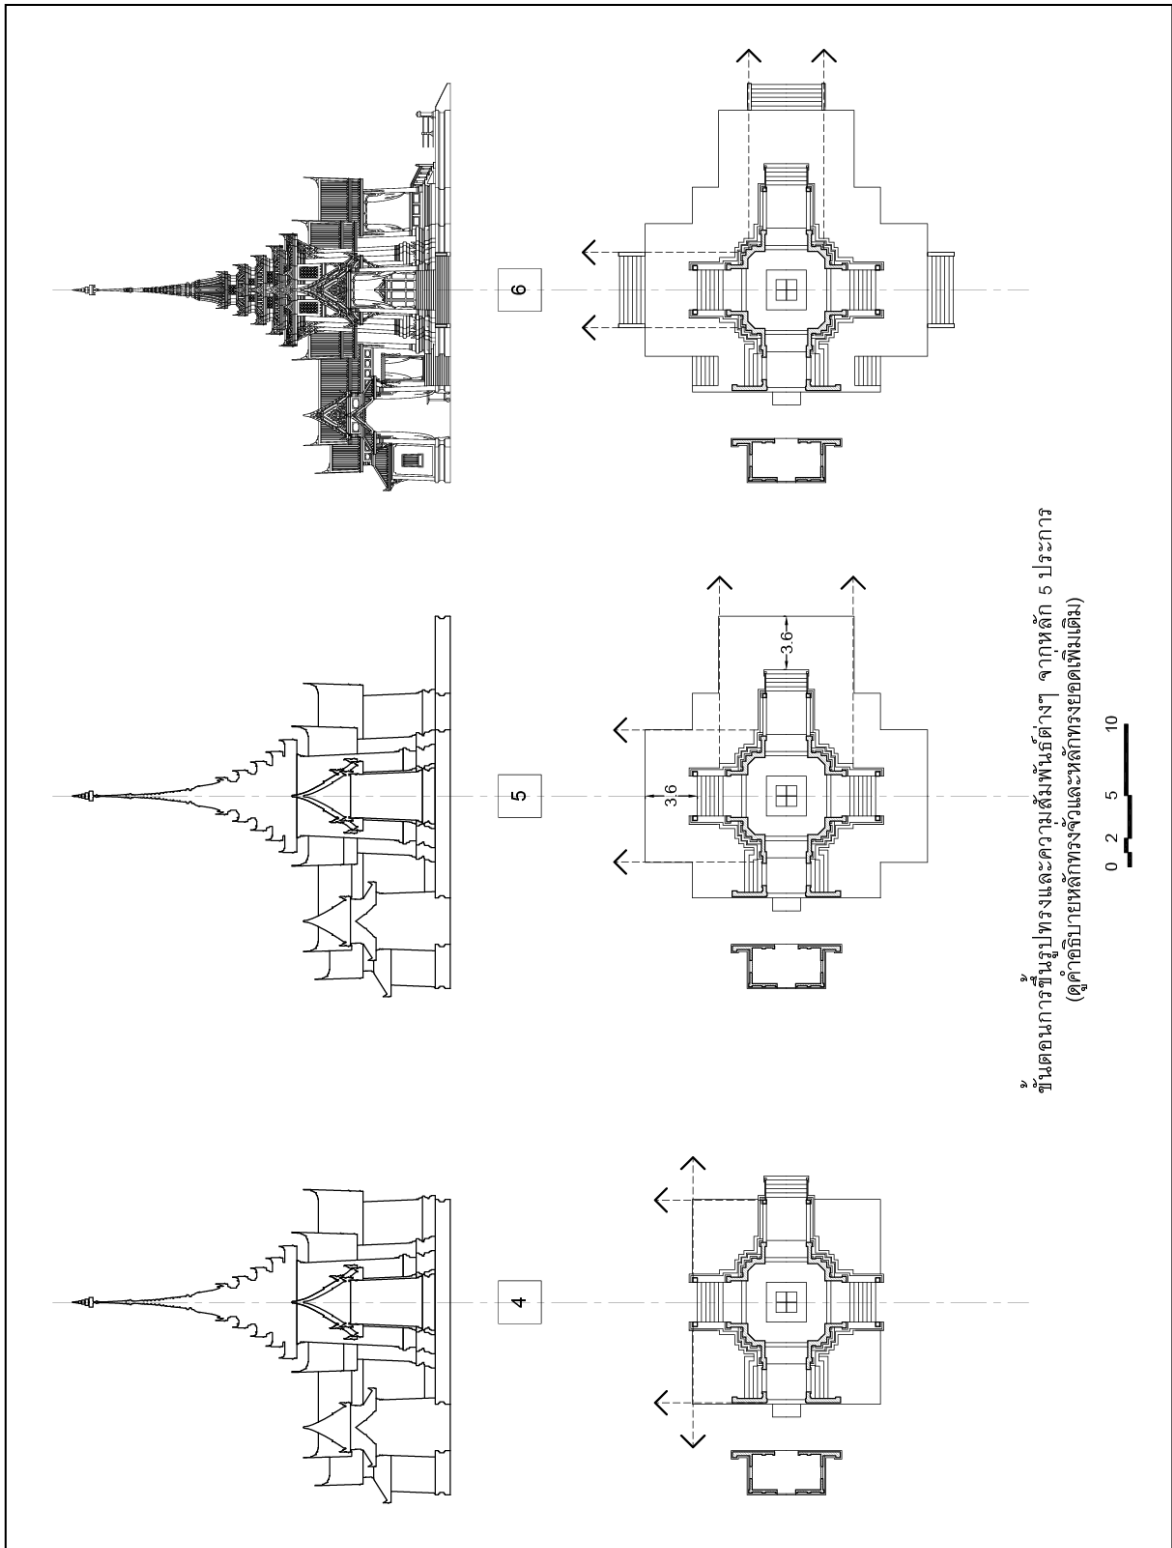 4
5
6
3.6
3.6
ขั้นตอนการขึ้นรูปทรงและความสัมพันธ์ต่างๆ จากหลัก 5 ประการ
(ดูคำอธิบายหลักทรงจั่วและหลักทรงยอดเพิ่มเติม)
0 2 5 10